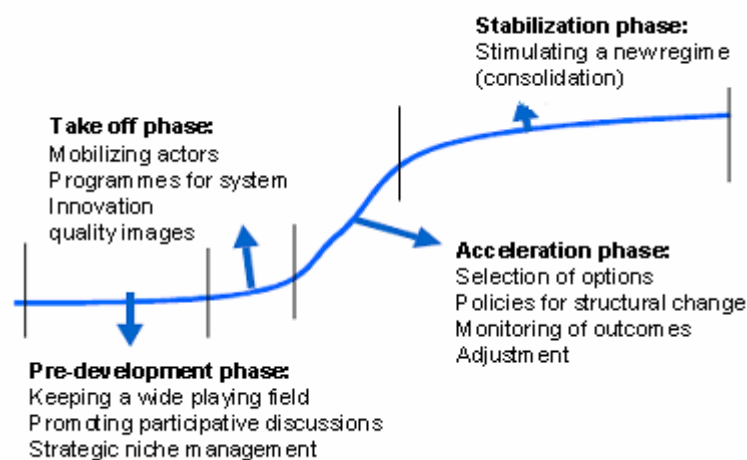 Stabilization phase:
Stimulating a new regime
(consolidation)
Take off phase:
Mobilizing actors
Programmes for system
Innovation
quality images
Acceleration phase:
Selection of options
Policies for structural change
Monitoring of outcomes
Adjustment
Pre-development phase:
Keeping a wide playing field
Promoting participative discussions
Strategic niche management